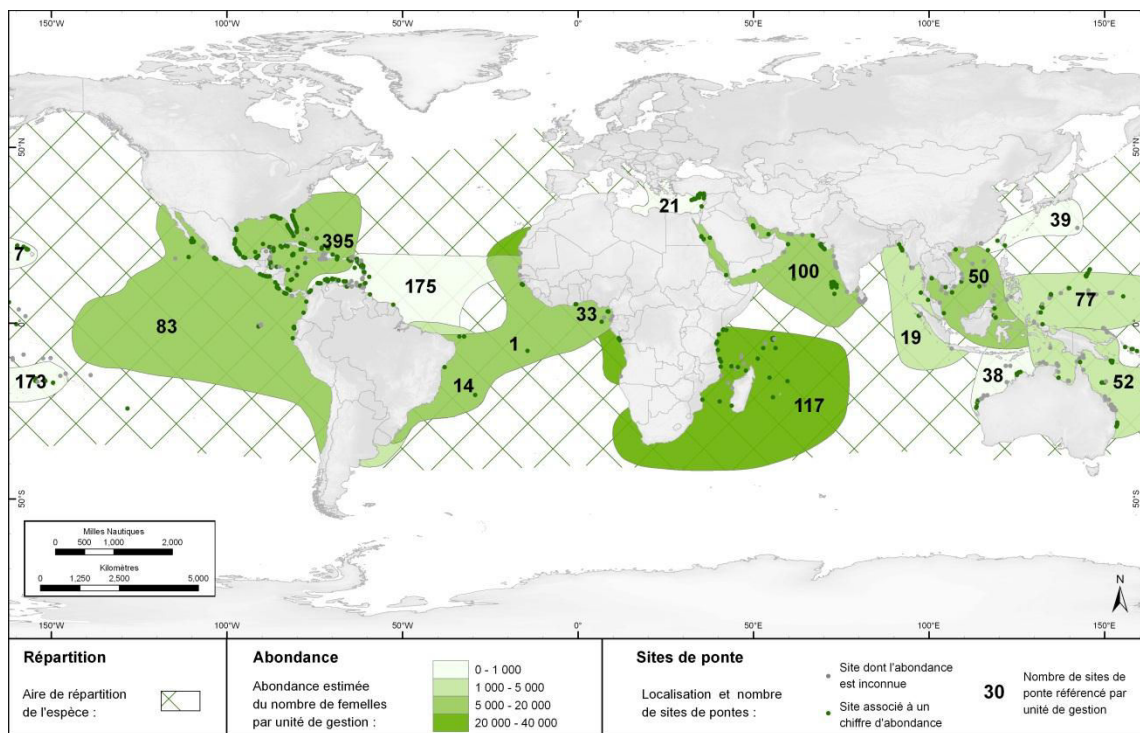 150°W 100°W 50°W 0° 50°E 100°E 150°E
50°N 50°N
21
39
395
7
175
100
50
83
33
77
0° 0°
1
19
173
14
117
38
52
50°S 50°S
Milles Nautiques
0 500 1,000 2,000
Kilomètres
0 1,250 2,500 5,000
N
150°W 100°W 50°W 0° 50°E 100°E 150°E
Répartition
Aire de répartition
de l'espèce :
Abondance
Abondance estimée
du nombre de femelles
par unité de gestion :
0 - 1 000
1 000 - 5 000
5 000 - 20 000
20 000 - 40 000
Sites de ponte
Localisation et nombre
de sites de pontes :
Site dont l'abondance
est inconnue
Site associé à un
chiffre d'abondance
30
Nombre de sites de
ponte référencé par
unité de gestion